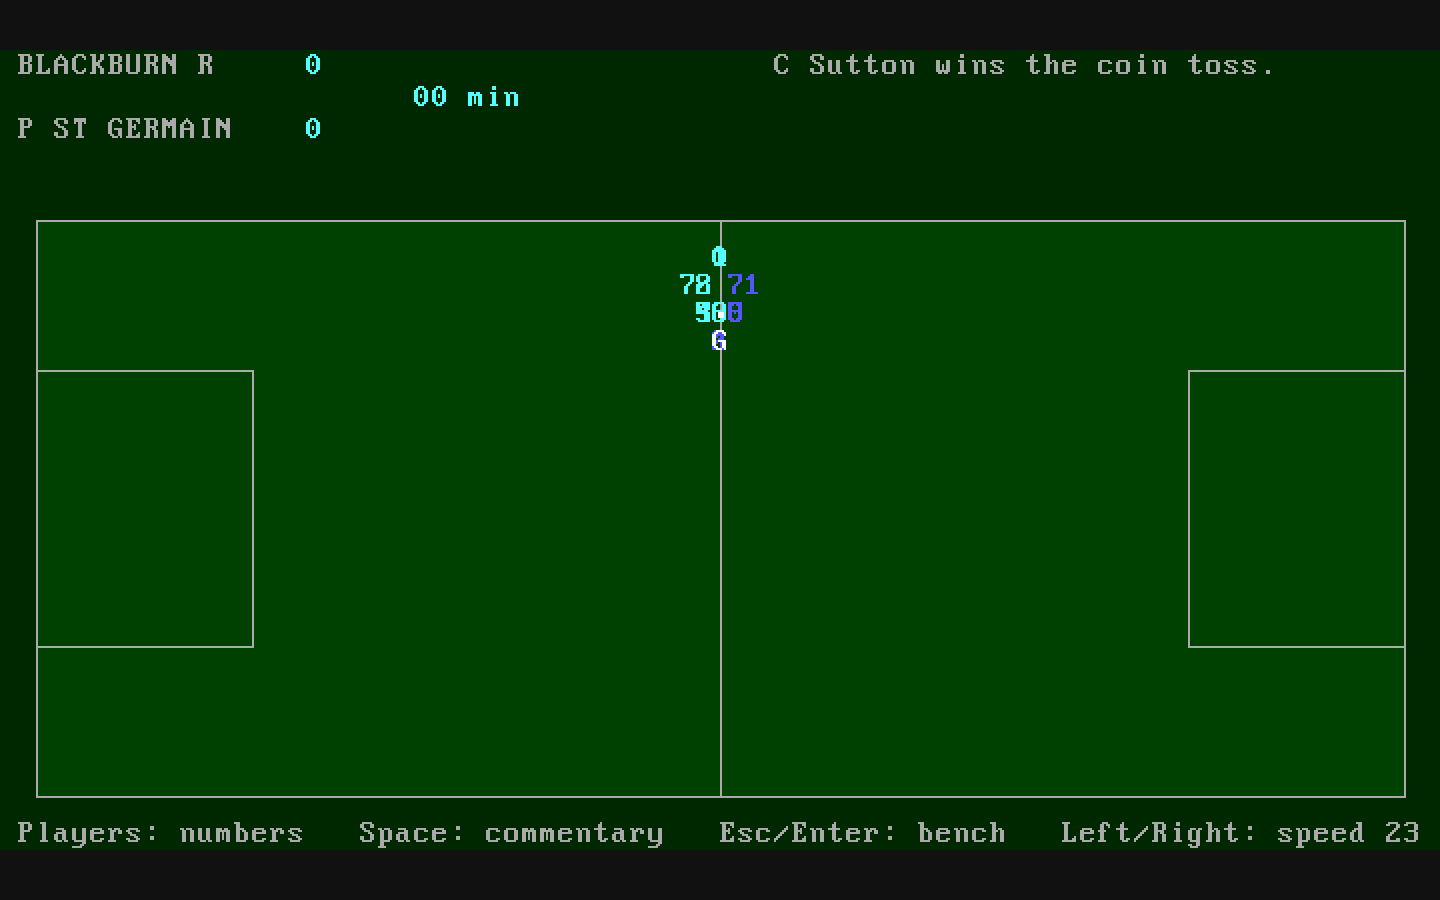 BLACKBURN R 0 C Sutton wins the coin toss.
00 min
P ST GERMAIN 0
78 71
G
Players: numbers Space: commentary Esc/Enter: bench Left/Right: speed 23